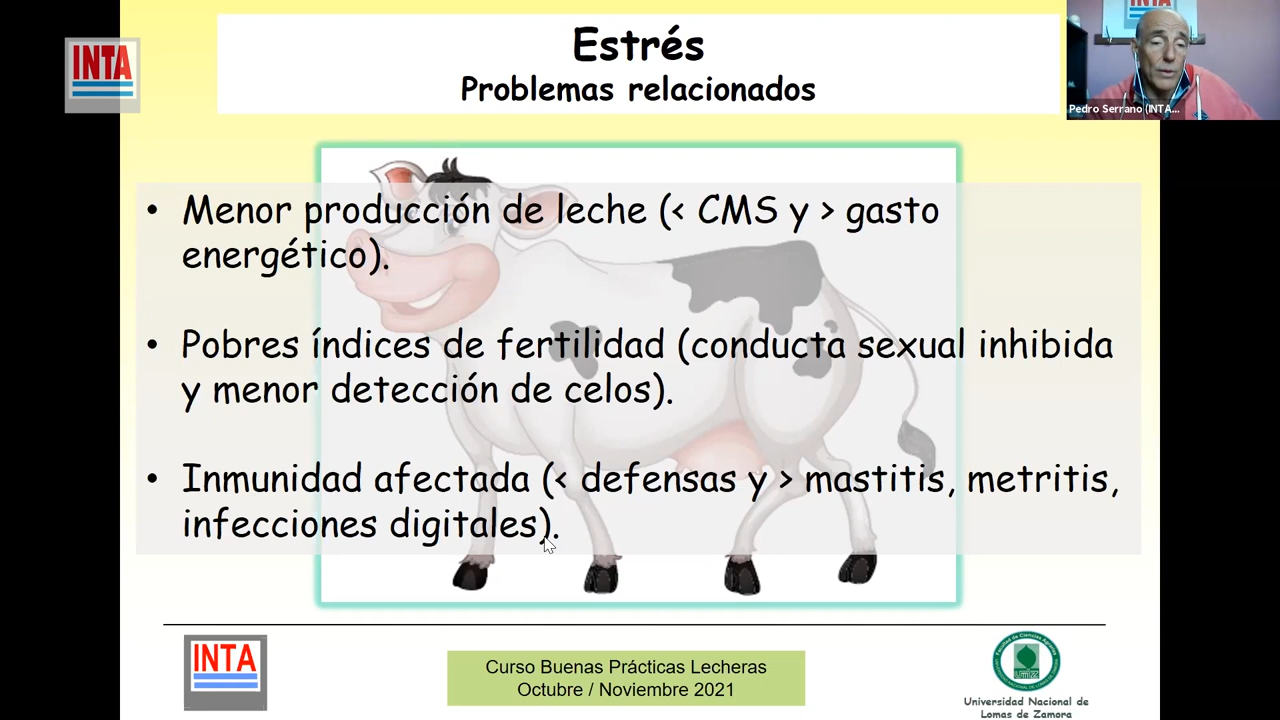 INTA
Estrés
Problemas relacionados
INTA
Pedro Serrano (INTA...
• Menor producción de leche (< CMS y > gasto
energético).
• Pobres índices de fertilidad (conducta sexual inhibida
y menor detección de celos).
• Inmunidad afectada (< defensas y > mastitis, metritis,
infecciones digitales).
INTA
Curso Buenas Prácticas Lecheras
Octubre / Noviembre 2021
Universidad Nacional de
Lomas de Zamora